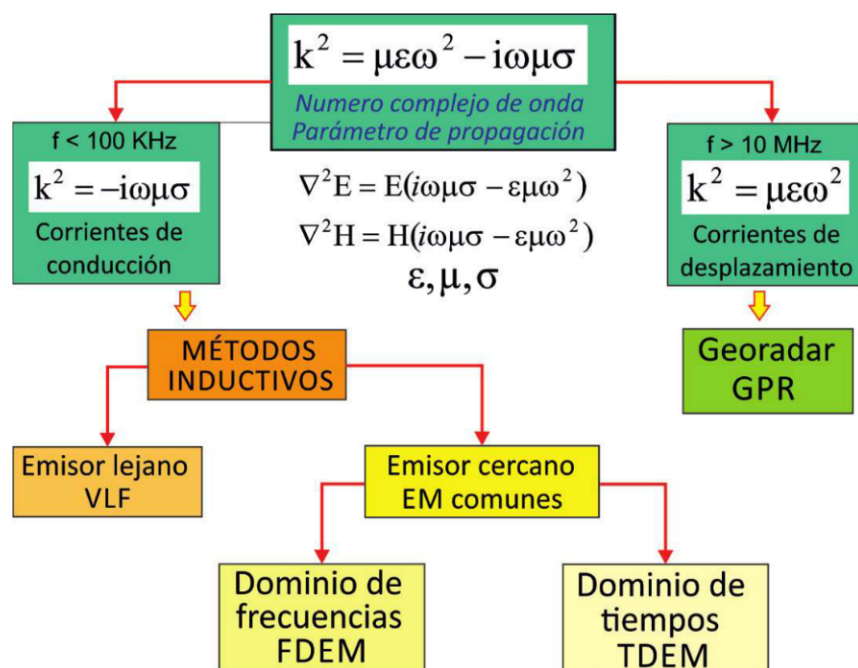 k² = μεω² − iωμσ
Numero complejo de onda
Parámetro de propagación
f < 100 KHz
k² = −iωμσ
Corrientes de
conducción
∇²E = E(iωμσ − εμω²)
∇²H = H(iωμσ − εμω²)
ε, μ, σ
f > 10 MHz
k² = μεω²
Corrientes de
desplazamiento
MÉTODOS
INDUCTIVOS
Georadar
GPR
Emisor lejano
VLF
Emisor cercano
EM comunes
Dominio de
frecuencias
FDEM
Dominio de
tiempos
TDEM